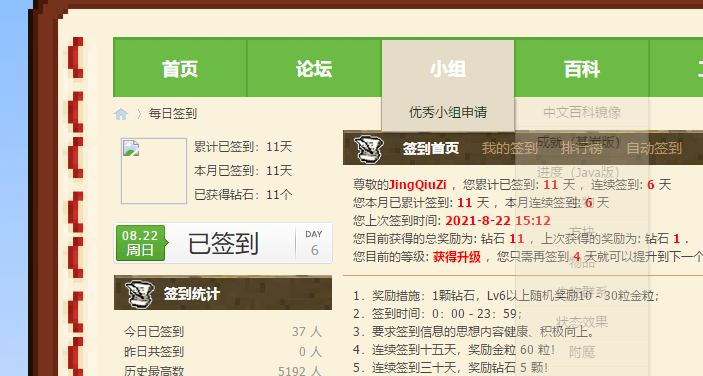 首页 论坛 小组 百科
优秀小组申请 中文百科镜像
〉每日签到
成就（基岩版）
签到首页 我的签到 排行榜 自动签到
累计已签到：11天
本月已签到：11天
已获得钻石：11个
进度（Java版）
尊敬的JingQiuZi ，您累计已签到: 11 天 ，连续签到: 6 天
您本月已累计签到: 11 天 ，本月连续签到: 6 天
您上次签到时间: 2021-8-22 15:12
您目前获得的总奖励为: 钻石 11 ，上次获得的奖励为: 钻石 1 .
您目前的等级: 获得升级 ，您只需再签到 4 天就可以提升到下一个
08.22
周日
已签到
DAY
6
方块
物品
生物群系
状态效果
附魔
签到统计
今日已签到 37 人
昨日共签到 0 人
历史最高数 5192 人
1．奖励措施：1颗钻石，Lv6以上随机奖励10 - 30粒金粒；
2．签到时间：0：00 - 23：59；
3．要求签到信息的思想内容健康、积极向上。
4．连续签到十五天，奖励金粒 60 粒！
5．连续签到三十天，奖励钻石 5 颗！